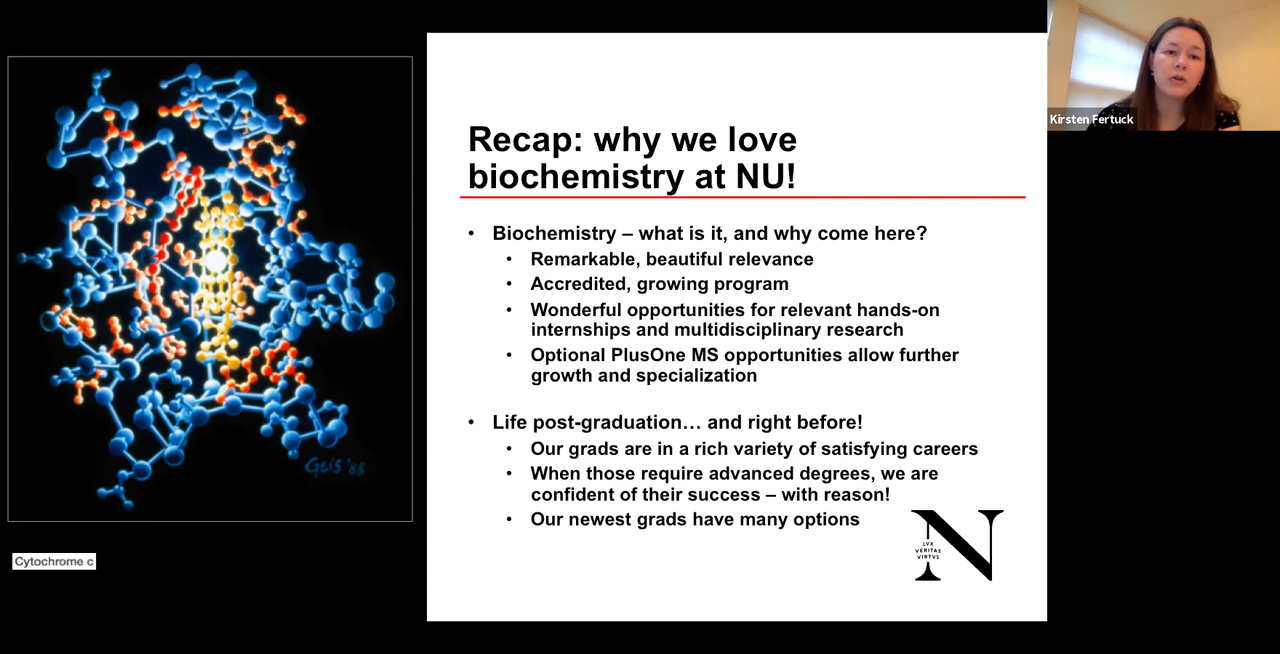 Recap: why we love
biochemistry at NU!
• Biochemistry – what is it, and why come here?
• Remarkable, beautiful relevance
• Accredited, growing program
• Wonderful opportunities for relevant hands-on
internships and multidisciplinary research
• Optional PlusOne MS opportunities allow further
growth and specialization
• Life post-graduation… and right before!
• Our grads are in a rich variety of satisfying careers
• When those require advanced degrees, we are
confident of their success – with reason!
• Our newest grads have many options
N
LVX
VERITAS
VIRTVS
Geis '88
Cytochrome c
Kirsten Fertuck